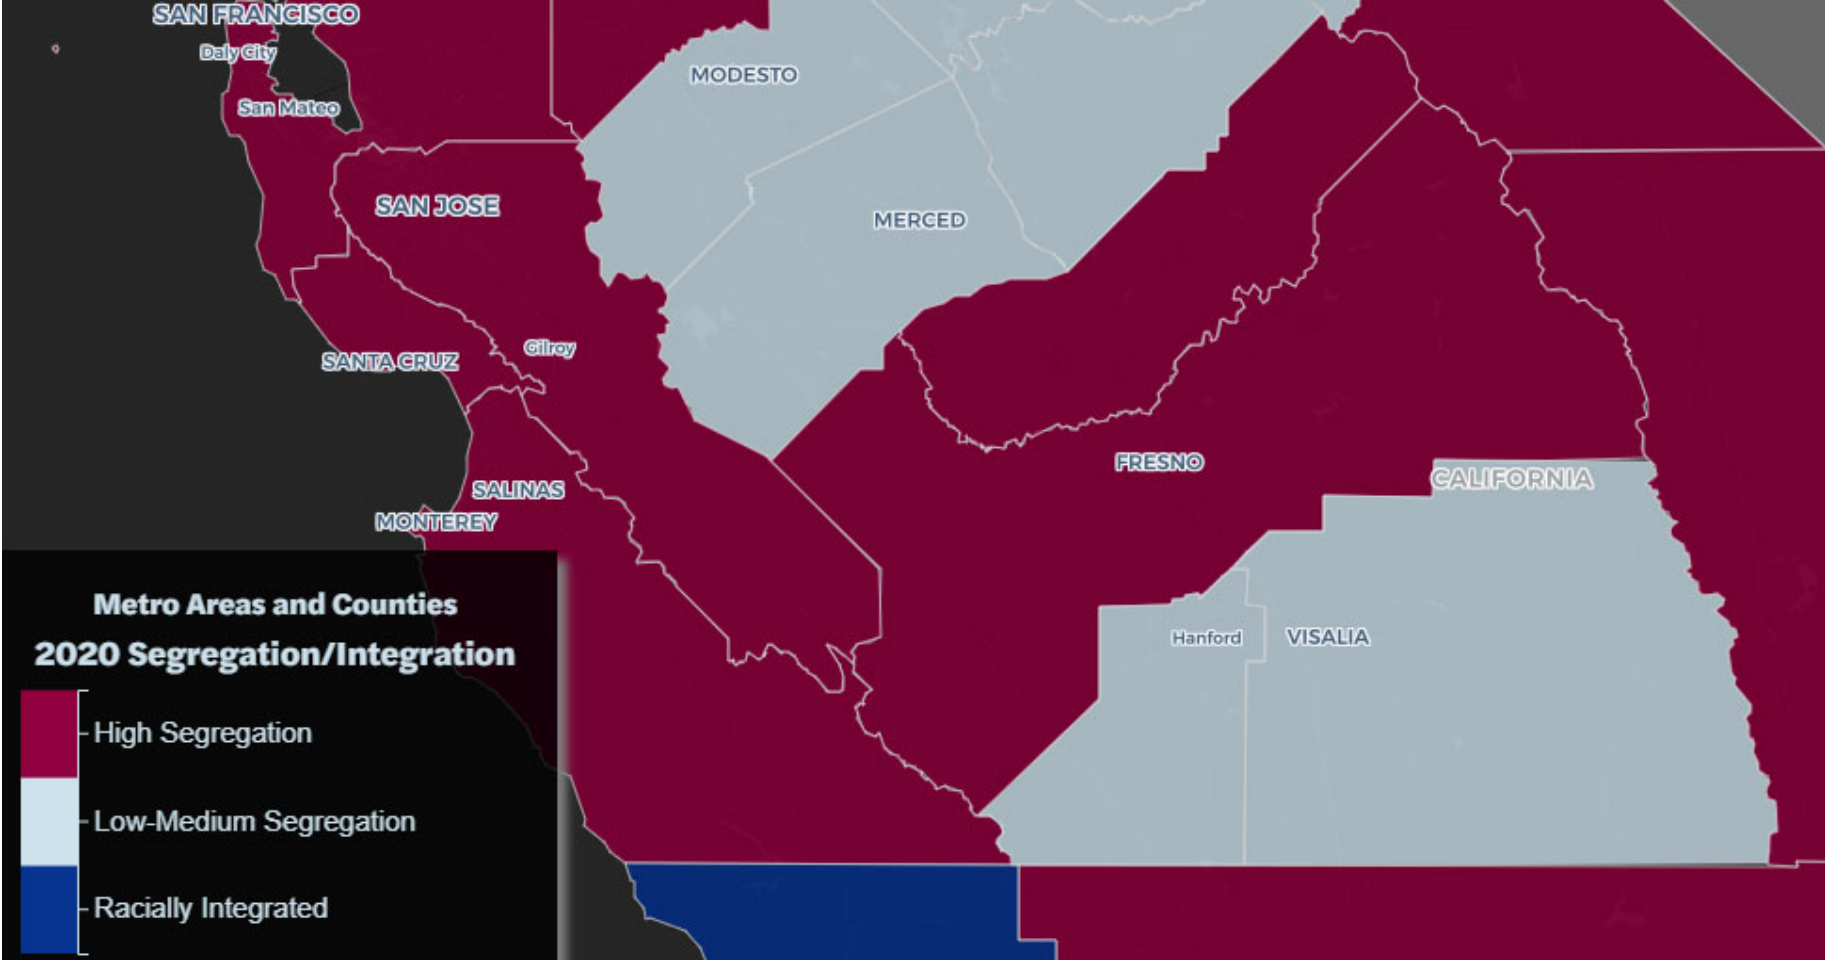 SAN FRANCISCO
Daly City
San Mateo
MODESTO
SAN JOSE
MERCED
Gilroy
SANTA CRUZ
FRESNO
CALIFORNIA
SALINAS
MONTEREY
Hanford
VISALIA
Metro Areas and Counties
2020 Segregation/Integration
High Segregation
Low-Medium Segregation
Racially Integrated